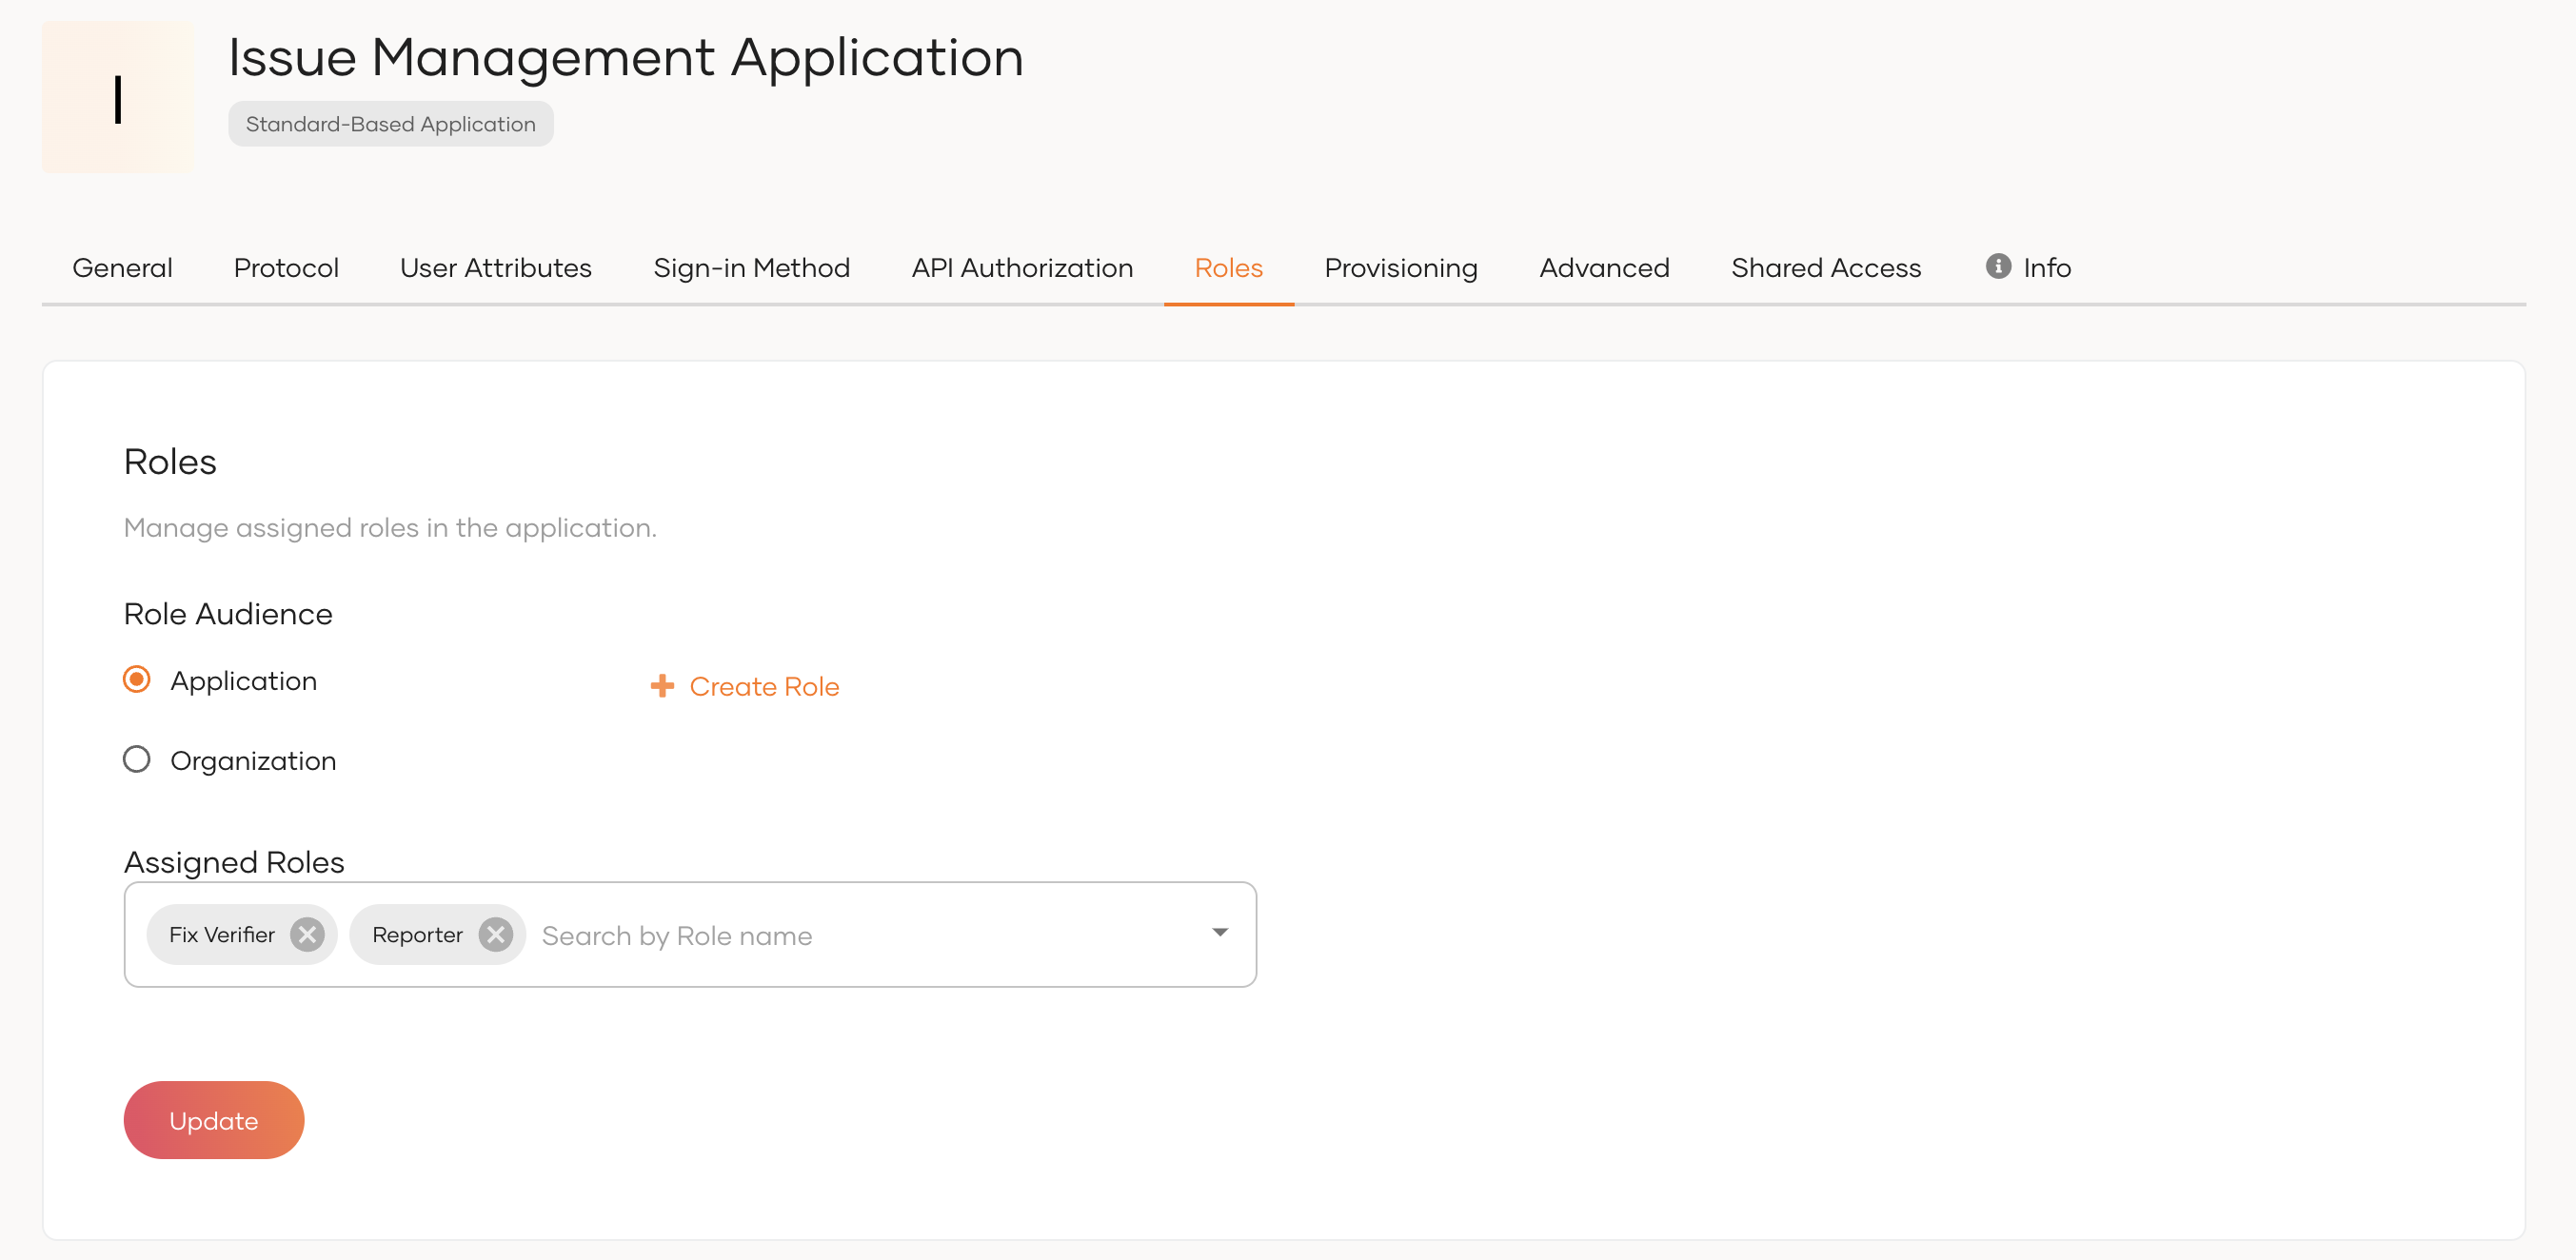 I
Issue Management Application
Standard-Based Application
General Protocol User Attributes Sign-in Method API Authorization Roles Provisioning Advanced Shared Access Info
Roles
Manage assigned roles in the application.
Role Audience
Application
Create Role
Organization
Assigned Roles
Fix Verifier Reporter Search by Role name
Update